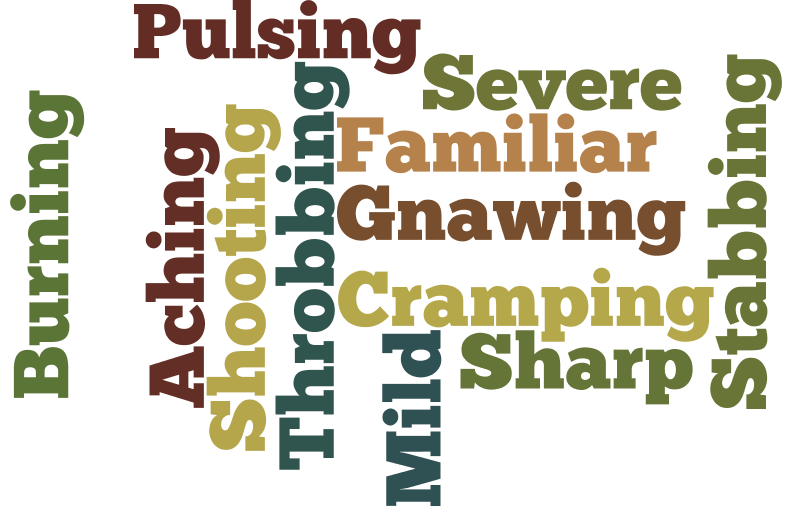 Pulsing
Severe
Familiar
Gnawing
Cramping
Sharp
Burning
Aching
Shooting
Throbbing
Mild
Stabbing